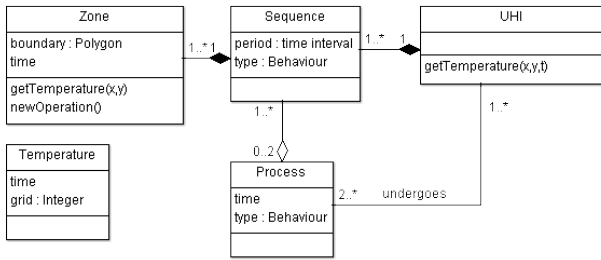 Zone
boundary : Polygon
time
getTemperature(x,y)
newOperation()
1..*
1
Sequence
period : time interval
type : Behaviour
1..*
1
UHI
getTemperature(x,y,t)
1..*
1..*
0..2
Temperature
time
grid : Integer
Process
time
type : Behaviour
2..*
undergoes